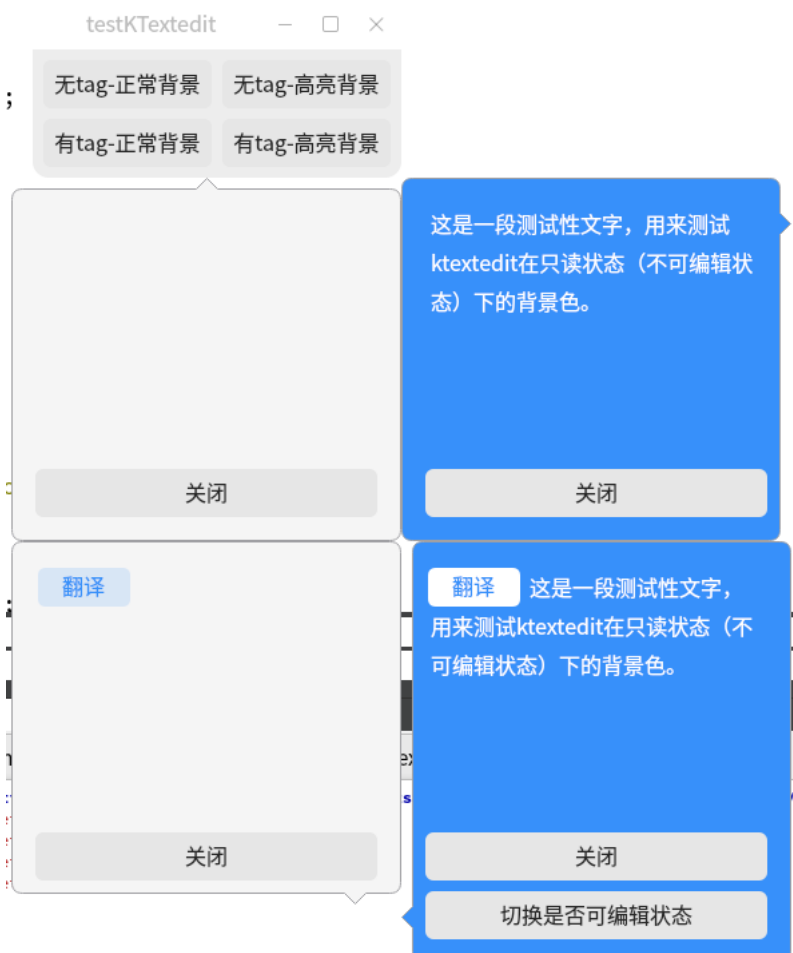 testKTextedit
无tag-正常背景
无tag-高亮背景
有tag-正常背景
有tag-高亮背景
;
这是一段测试性文字，用来测试
ktextedit在只读状态（不可编辑状
态）下的背景色。
关闭
关闭
翻译
翻译 这是一段测试性文字，
用来测试ktextedit在只读状态（不
可编辑状态）下的背景色。
关闭
关闭
切换是否可编辑状态